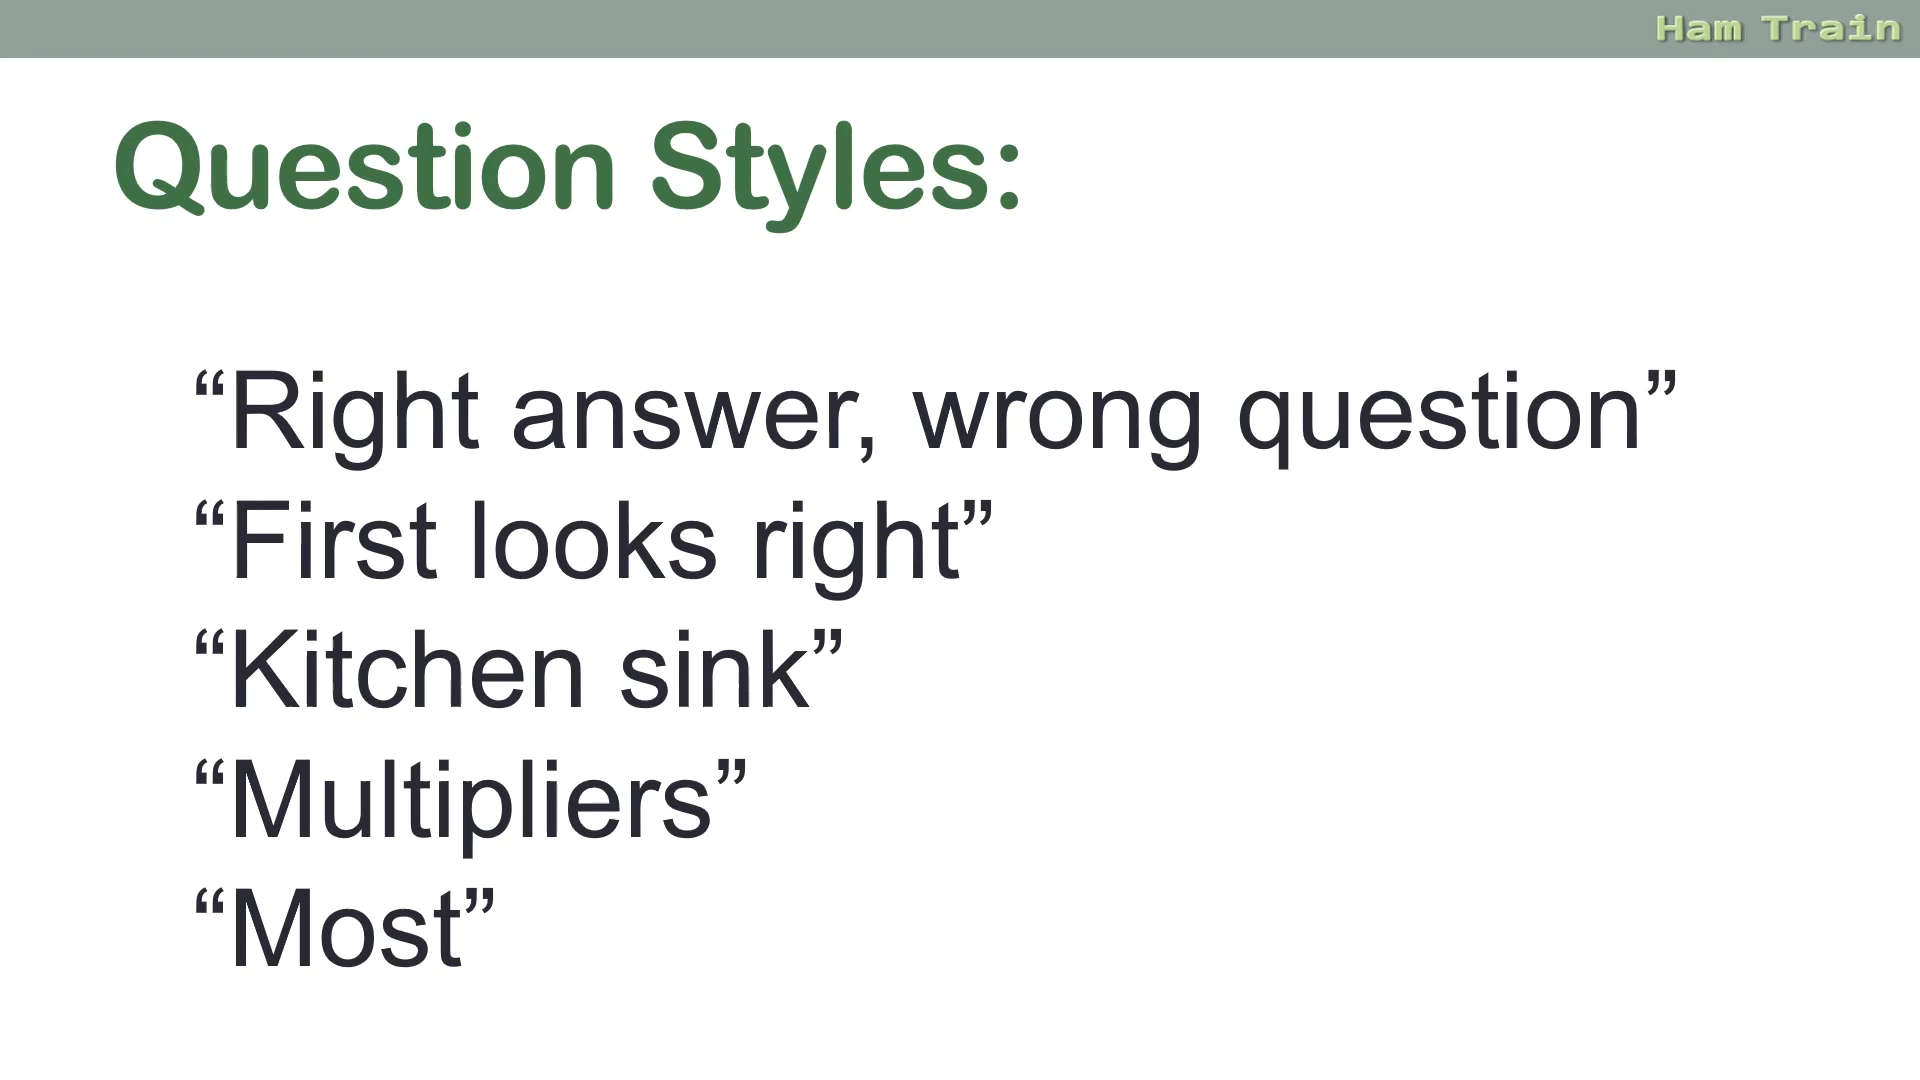 Ham Train
Question Styles:
“Right answer, wrong question”
“First looks right”
“Kitchen sink”
“Multipliers”
“Most”